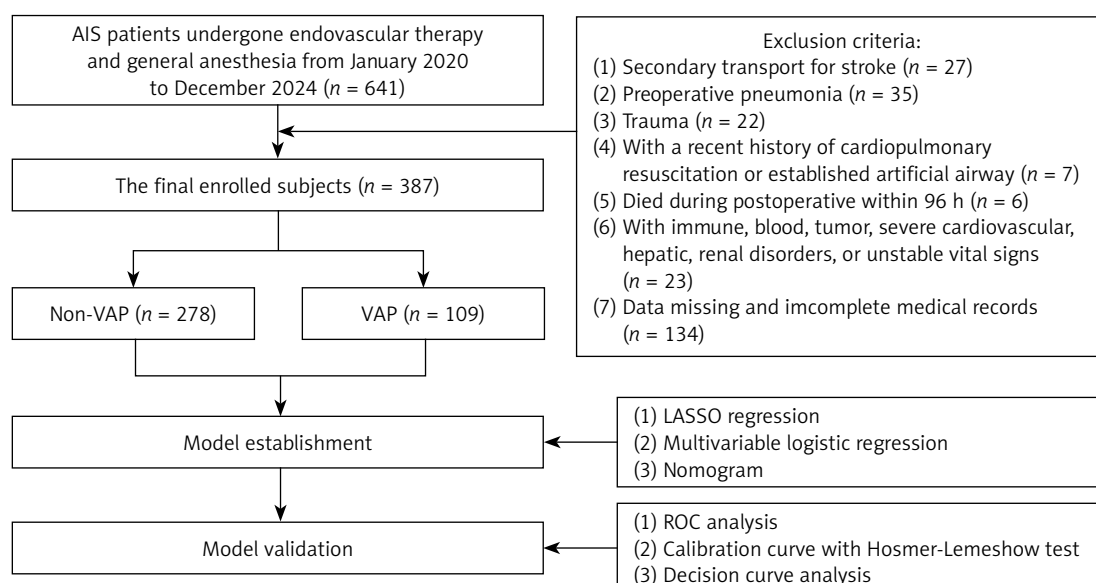 AIS patients undergone endovascular therapy
and general anesthesia from January 2020
to December 2024 (n = 641)
Exclusion criteria:
(1) Secondary transport for stroke (n = 27)
(2) Preoperative pneumonia (n = 35)
(3) Trauma (n = 22)
(4) With a recent history of cardiopulmonary
resuscitation or established artificial airway (n = 7)
(5) Died during postoperative within 96 h (n = 6)
(6) With immune, blood, tumor, severe cardiovascular,
hepatic, renal disorders, or unstable vital signs
(n = 23)
(7) Data missing and imcomplete medical records
(n = 134)
The final enrolled subjects (n = 387)
Non-VAP (n = 278)
VAP (n = 109)
Model establishment
(1) LASSO regression
(2) Multivariable logistic regression
(3) Nomogram
Model validation
(1) ROC analysis
(2) Calibration curve with Hosmer-Lemeshow test
(3) Decision curve analysis